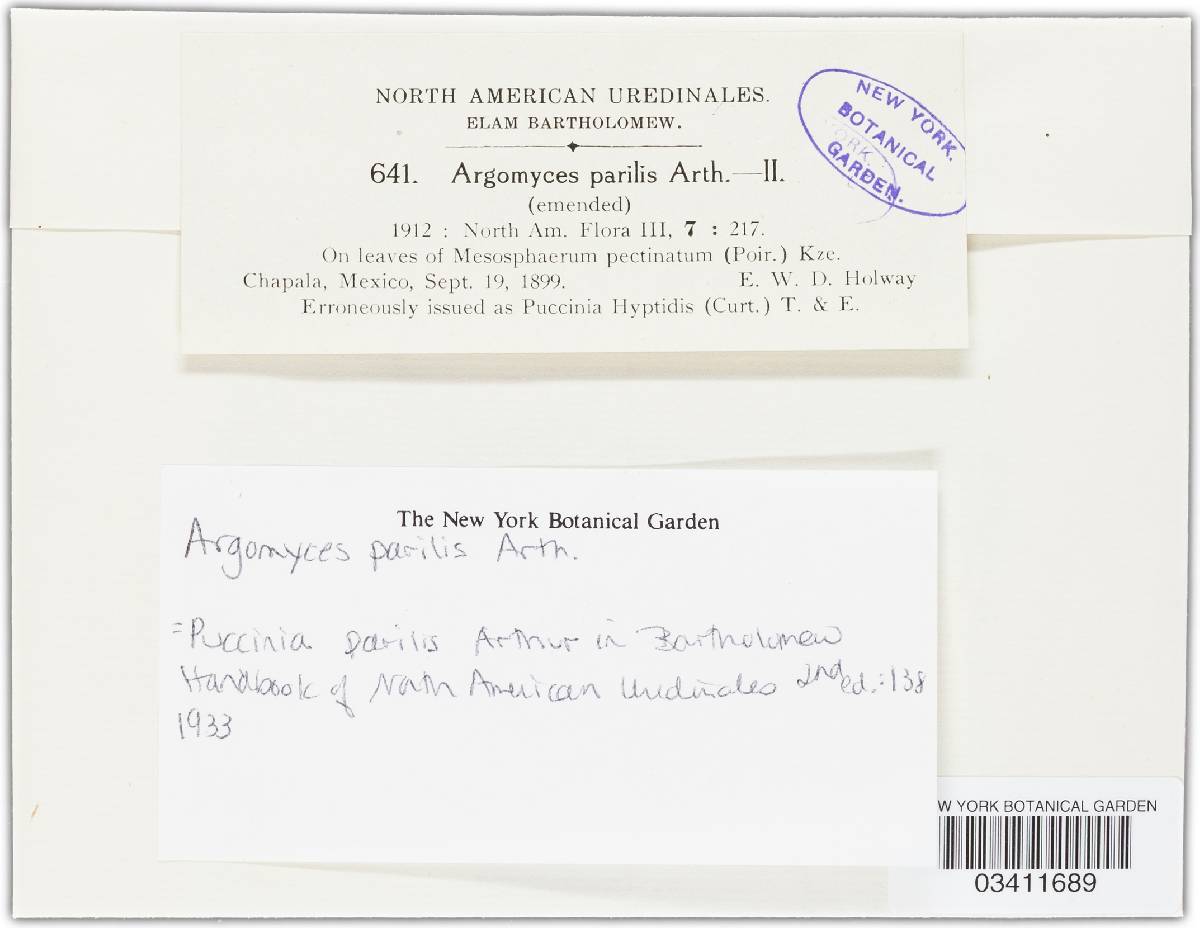 NORTH AMERICAN UREDINALES.
ELAM BARTHOLOMEW.
641. Argomyces parilis Arth.—II.
(emended)
1912 : North Am. Flora III, 7 : 217.
On leaves of Mesosphaerum pectinatum (Poir.) Kze.
Chapala, Mexico, Sept. 19, 1899. E. W. D. Holway
Erroneously issued as Puccinia Hyptidis (Curt.) T. & E.
NEW YORK.
BOTANICAL
GARDEN.
The New York Botanical Garden
Argomyces parilis Arth.
=Puccinia parilis Arthur in Bartholomew
Handbook of North American Uredinales 2nd ed.:138
1933
W YORK BOTANICAL GARDEN
03411689